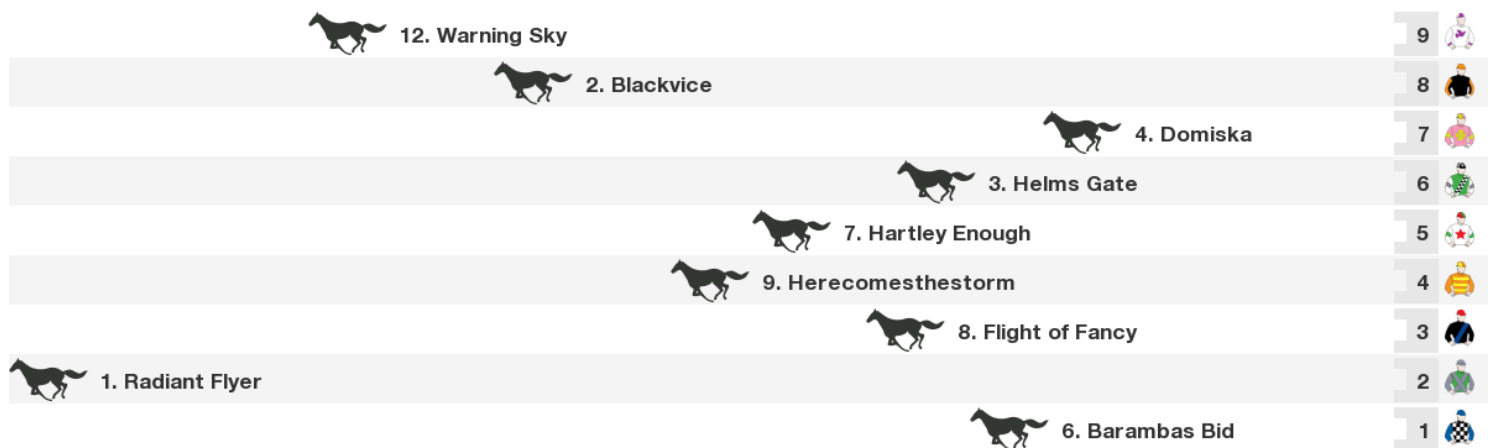 12. Warning Sky 9
2. Blackvice 8
4. Domiska 7
3. Helms Gate 6
7. Hartley Enough 5
9. Herecomesthestorm 4
8. Flight of Fancy 3
1. Radiant Flyer 2
6. Barambas Bid 1